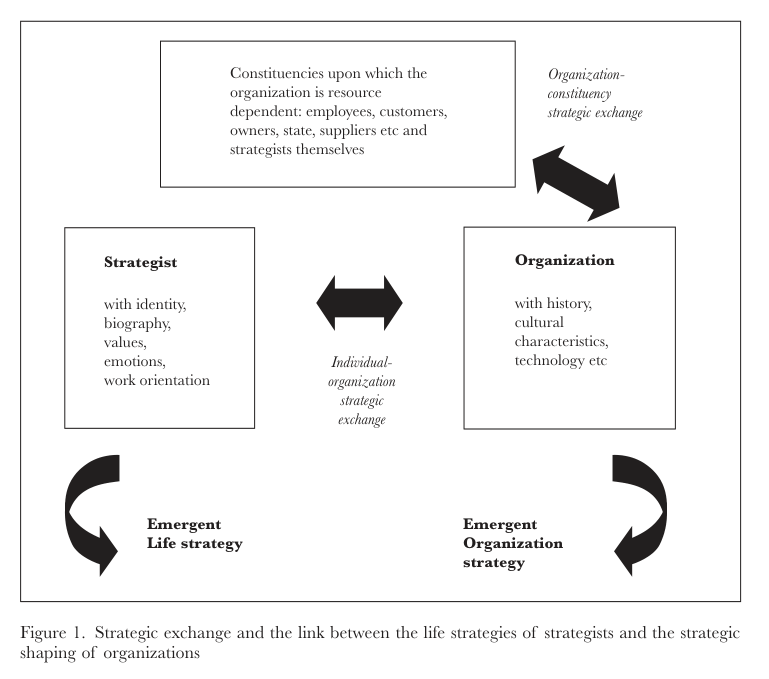 Constituencies upon which the
organization is resource
dependent: employees, customers,
owners, state, suppliers etc and
strategists themselves
Organization-
constituency
strategic exchange
Strategist
with identity,
biography,
values,
emotions,
work orientation
Individual-
organization
strategic
exchange
Organization
with history,
cultural
characteristics,
technology etc
Emergent
Life strategy
Emergent
Organization
strategy
Figure 1. Strategic exchange and the link between the life strategies of strategists and the strategic
shaping of organizations